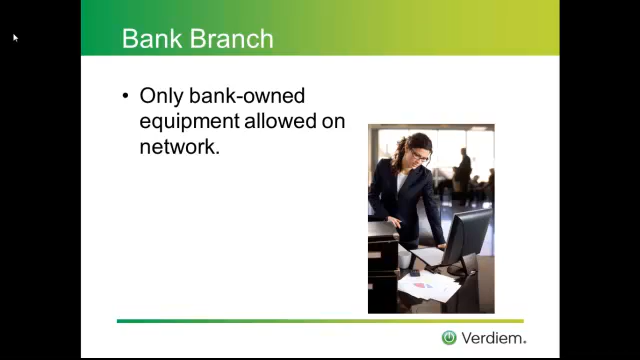 Bank Branch
• Only bank-owned
equipment allowed on
network.
Verdiem.